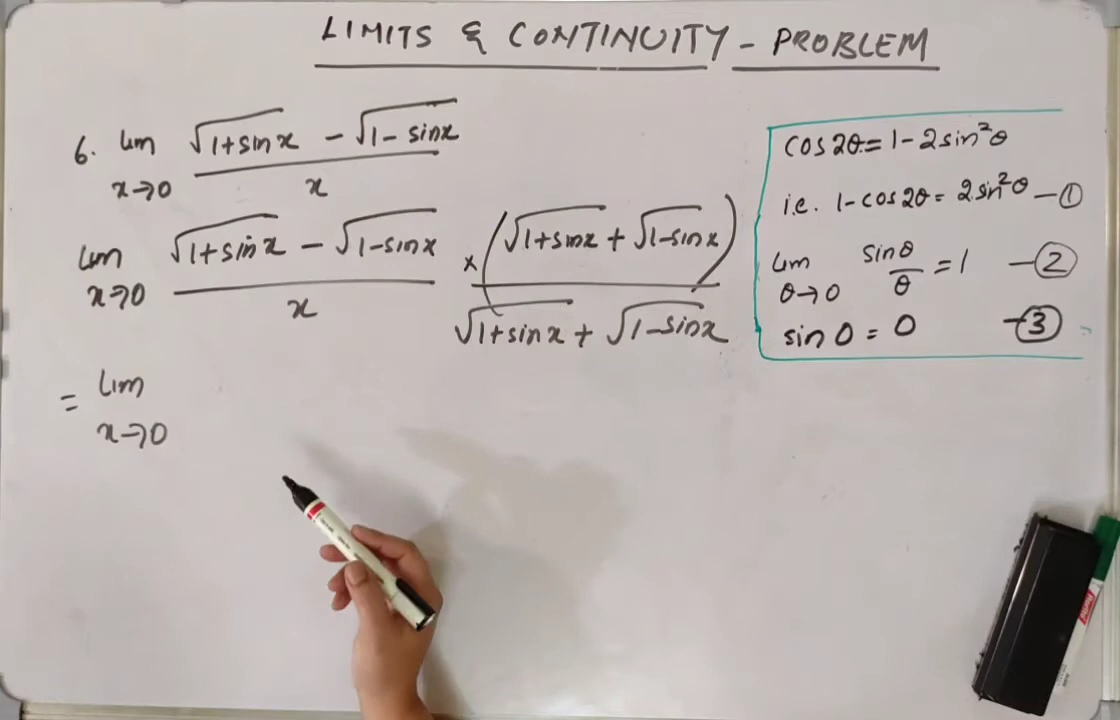 LIMITS & CONTINUITY - PROBLEM
6. lim x→0 (√(1+sinx) - √(1-sinx)) / x
lim x→0 (√(1+sinx) - √(1-sinx)) / x × (√(1+sinx) + √(1-sinx)) / (√(1+sinx) + √(1-sinx))
= lim x→0
cos2θ = 1-2sin²θ
i.e. 1-cos2θ = 2sin²θ -①
lim θ→0 sinθ/θ = 1 -②
sin0 = 0 -③